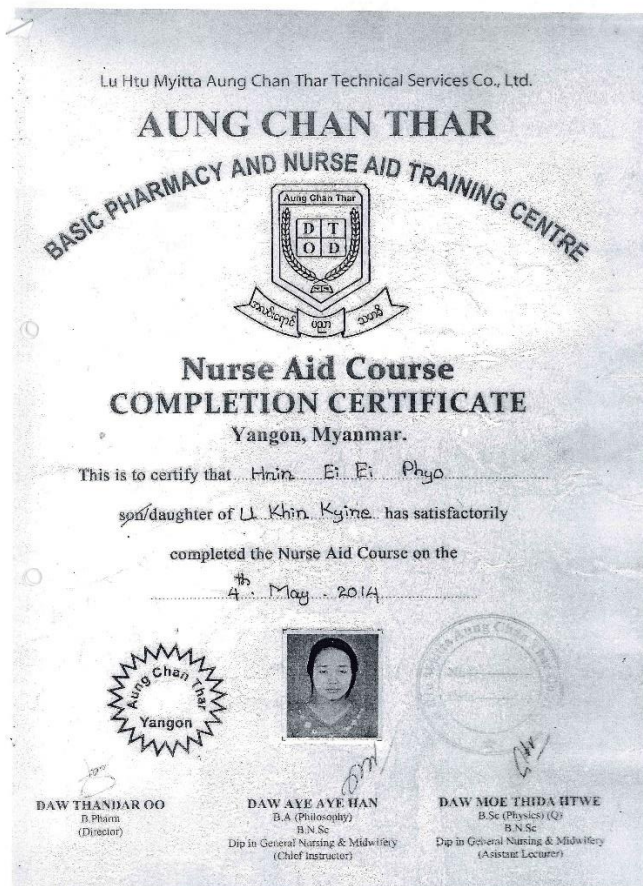 Lu Htu Myitta Aung Chan Thar Technical Services Co., Ltd.
AUNG CHAN THAR
BASIC PHARMACY AND NURSE AID TRAINING CENTRE
Aung Chan Thar
D T
O D
ပညာ
Nurse Aid Course
COMPLETION CERTIFICATE
Yangon, Myanmar.
This is to certify that Hnin Ei Ei Phyo
son/daughter of U Khin Kyine has satisfactorily
completed the Nurse Aid Course on the
4th. May. 2014
Aung Chan Thar
Yangon
DAW THANDAR OO
B.Pharm
(Director)
DAW AYE AYE HAN
B.A (Philosophy)
B.N.Sc
Dip in General Nursing & Midwifery
(Chief Instructor)
DAW MOE THIDA HTWE
B.Sc (Physics) (Q)
B.N.Sc
Dip in General Nursing & Midwifery
(Asistant Lecturer)